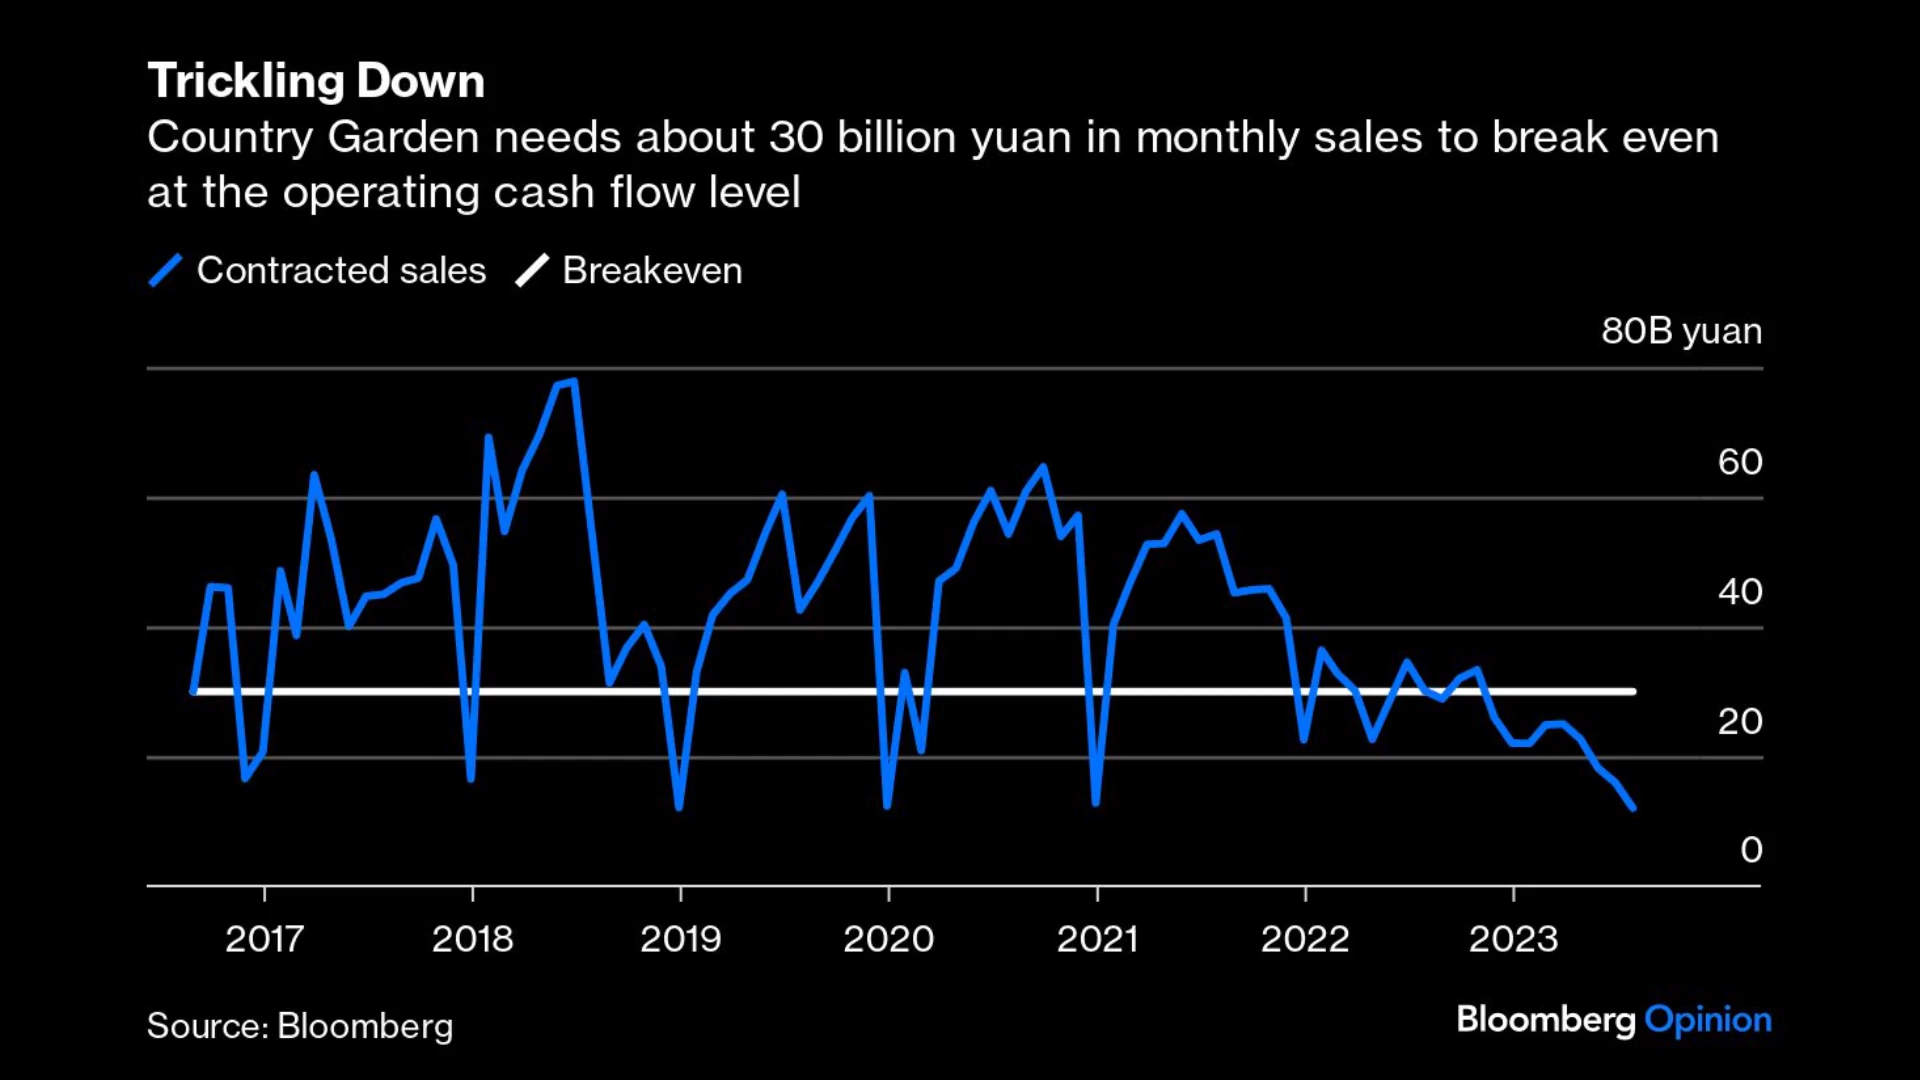 Trickling Down
Country Garden needs about 30 billion yuan in monthly sales to break even
at the operating cash flow level
Contracted sales Breakeven
80B yuan
60
40
20
0
2017 2018 2019 2020 2021 2022 2023
Source: Bloomberg
Bloomberg Opinion